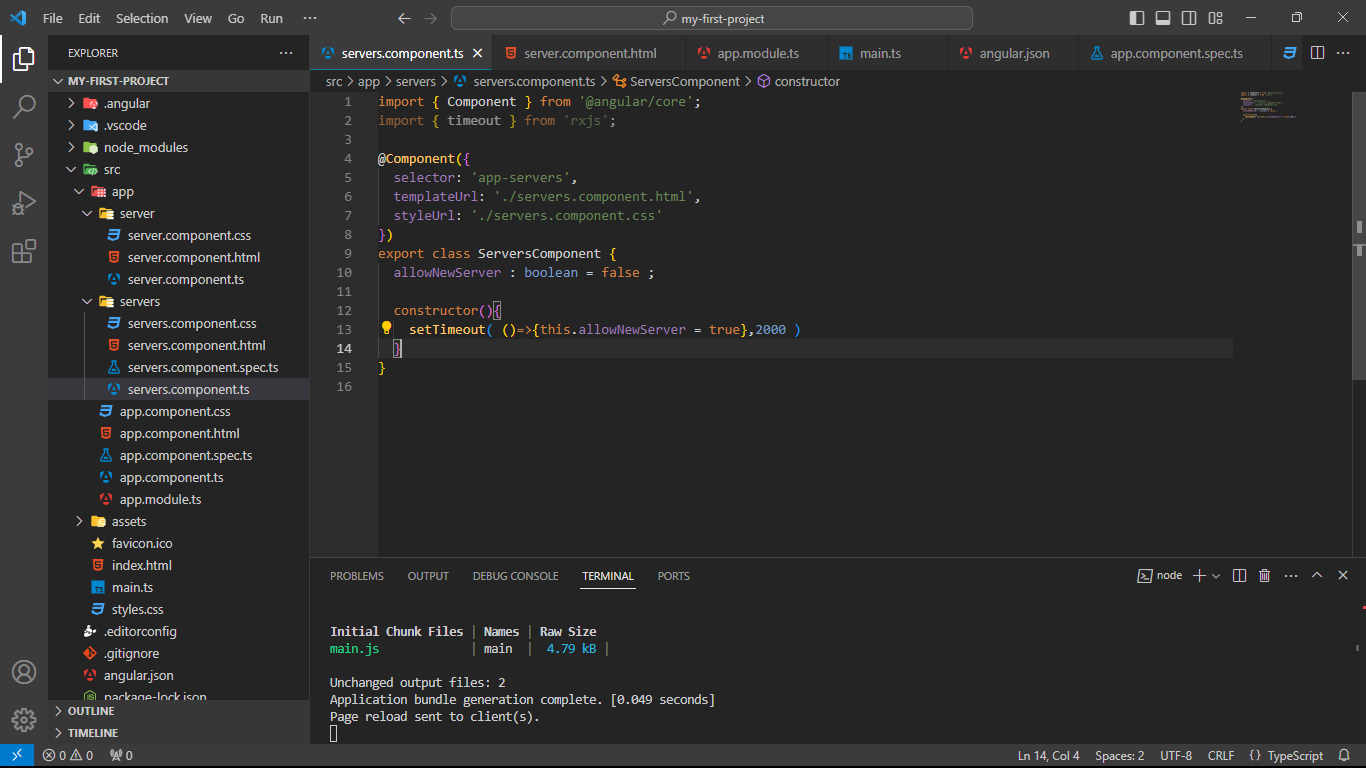 File Edit Selection View Go Run ···
my-first-project
EXPLORER ···
MY-FIRST-PROJECT
.angular
.vscode
node_modules
src
app
server
server.component.css
server.component.html
server.component.ts
servers
servers.component.css
servers.component.html
servers.component.spec.ts
servers.component.ts
app.component.css
app.component.html
app.component.spec.ts
app.component.ts
app.module.ts
assets
favicon.ico
index.html
main.ts
styles.css
.editorconfig
.gitignore
angular.json
package-lock.json
OUTLINE
TIMELINE
servers.component.ts server.component.html app.module.ts main.ts angular.json app.component.spec.ts
src > app > servers > servers.component.ts > ServersComponent > constructor
1 import { Component } from '@angular/core';
2 import { timeout } from 'rxjs';
3
4 @Component({
5 selector: 'app-servers',
6 templateUrl: './servers.component.html',
7 styleUrl: './servers.component.css'
8 })
9 export class ServersComponent {
10 allowNewServer : boolean = false ;
11
12 constructor(){
13 setTimeout( ()=>{this.allowNewServer = true},2000 )
14 }
15 }
16
PROBLEMS OUTPUT DEBUG CONSOLE TERMINAL PORTS
node
Initial Chunk Files | Names | Raw Size
main.js | main | 4.79 kB |
Unchanged output files: 2
Application bundle generation complete. [0.049 seconds]
Page reload sent to client(s).
0 0 0
Ln 14, Col 4 Spaces: 2 UTF-8 CRLF {} TypeScript